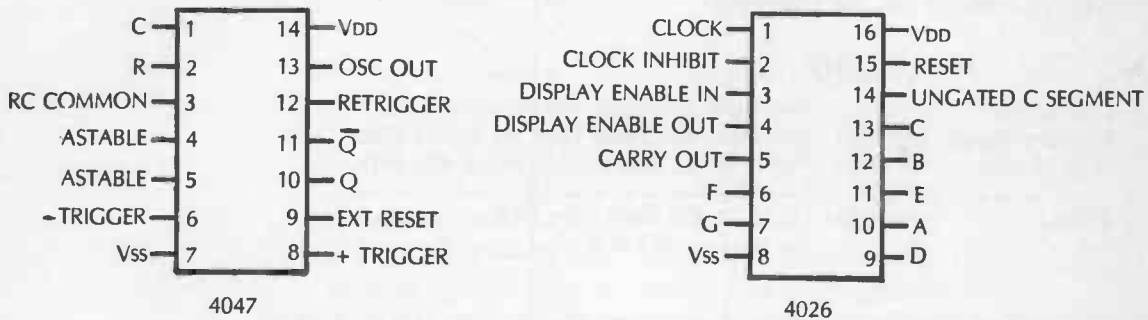 C 1 14 VDD
R 2 13 OSC OUT
RC COMMON 3 12 RETRIGGER
ASTABLE 4 11 Q̅
ASTABLE 5 10 Q
-TRIGGER 6 9 EXT RESET
Vss 7 8 + TRIGGER
4047
CLOCK 1 16 VDD
CLOCK INHIBIT 2 15 RESET
DISPLAY ENABLE IN 3 14 UNGATED C SEGMENT
DISPLAY ENABLE OUT 4 13 C
CARRY OUT 5 12 B
F 6 11 E
G 7 10 A
Vss 8 9 D
4026